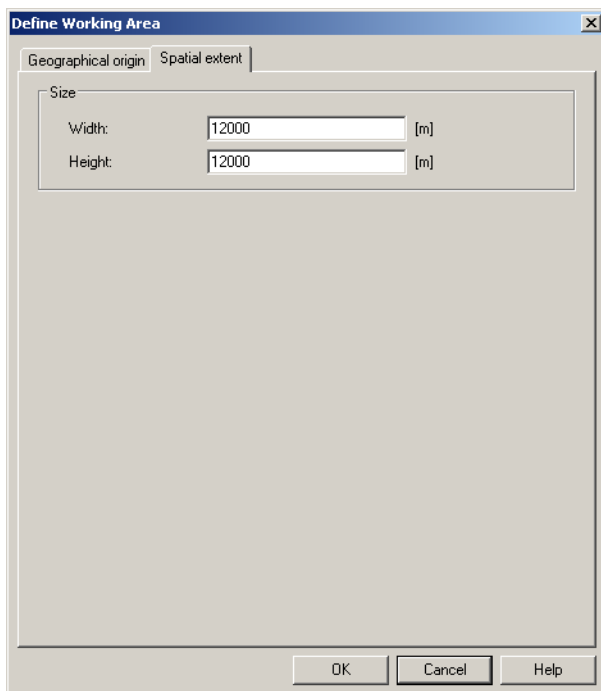 Define Working Area
Geographical origin Spatial extent
Size
Width: 12000 [m]
Height: 12000 [m]
OK Cancel Help